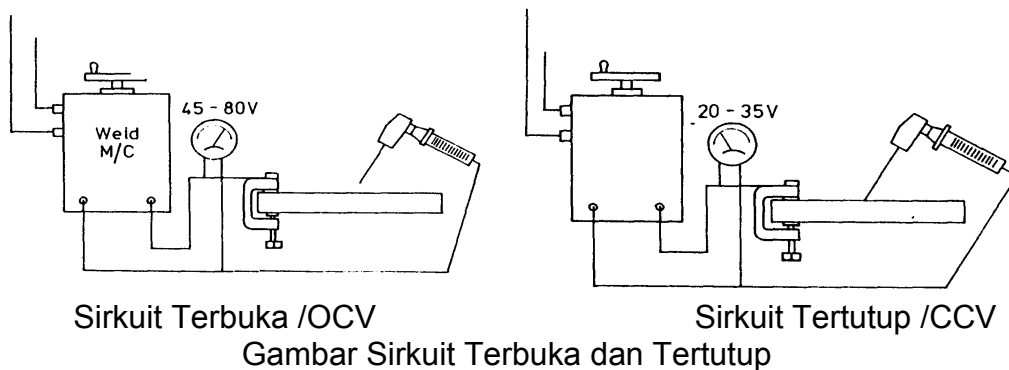 45 - 80V
Weld
M/C
20 - 35V
Sirkuit Terbuka /OCV
Sirkuit Tertutup /CCV
Gambar Sirkuit Terbuka dan Tertutup